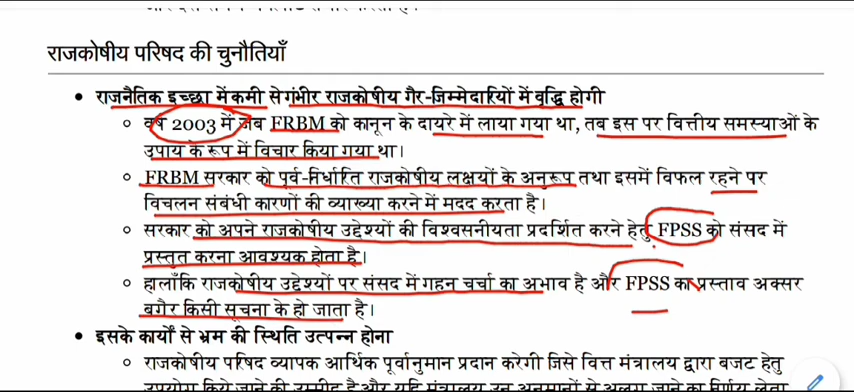 राजकोषीय परिषद की चुनौतियाँ
राजनैतिक इच्छा में कमी से गंभीर राजकोषीय गैर-जिम्मेदारियों में वृद्धि होगी
वर्ष 2003 में जब FRBM को कानून के दायरे में लाया गया था, तब इस पर वित्तीय समस्याओं के
उपाय के रूप में विचार किया गया था।
FRBM सरकार को पूर्व-निर्धारित राजकोषीय लक्ष्यों के अनुरूप तथा इसमें विफल रहने पर
विचलन संबंधी कारणों की व्याख्या करने में मदद करता है।
सरकार को अपने राजकोषीय उद्देश्यों की विश्वसनीयता प्रदर्शित करने हेतु FPSS को संसद में
प्रस्तुत करना आवश्यक होता है।
हालाँकि राजकोषीय उद्देश्यों पर संसद में गहन चर्चा का अभाव है और FPSS का प्रस्ताव अक्सर
बगैर किसी सूचना के हो जाता है।
इसके कार्यों से भ्रम की स्थिति उत्पन्न होना
राजकोषीय परिषद व्यापक आर्थिक पूर्वानुमान प्रदान करेगी जिसे वित्त मंत्रालय द्वारा बजट हेतु